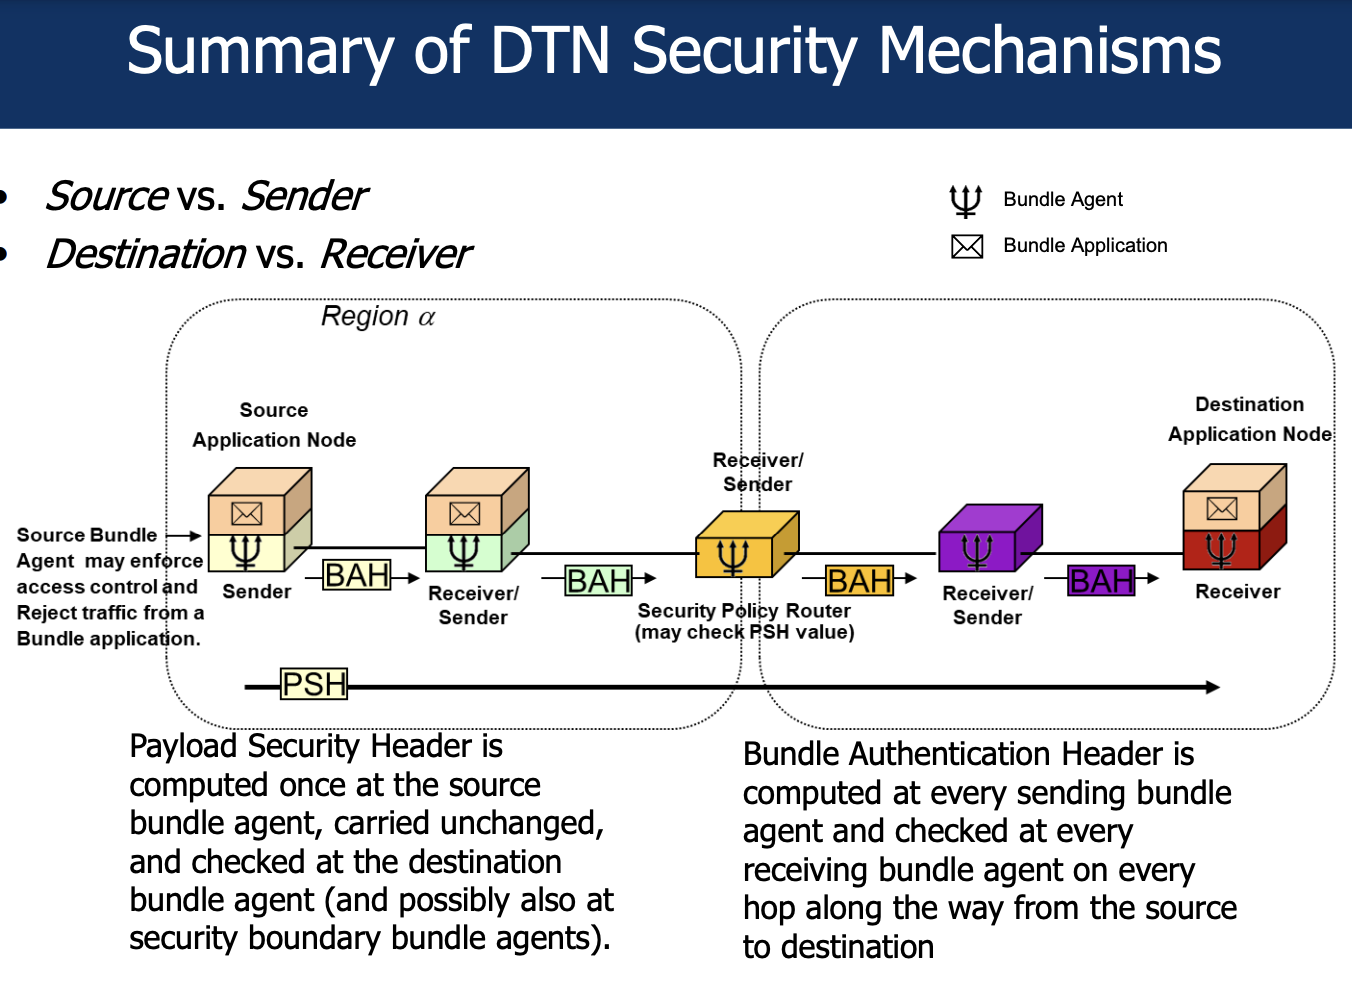 Summary of DTN Security Mechanisms
• Source vs. Sender
• Destination vs. Receiver
Bundle Agent
Bundle Application
Region α
Source
Application Node
Destination
Application Node
Receiver/
Sender
Source Bundle
Agent may enforce
access control and
Reject traffic from a
Bundle application.
Sender
BAH
Receiver/
Sender
BAH
Security Policy Router
(may check PSH value)
BAH
Receiver/
Sender
BAH
Receiver
PSH
Payload Security Header is
computed once at the source
bundle agent, carried unchanged,
and checked at the destination
bundle agent (and possibly also at
security boundary bundle agents).
Bundle Authentication Header is
computed at every sending bundle
agent and checked at every
receiving bundle agent on every
hop along the way from the source
to destination